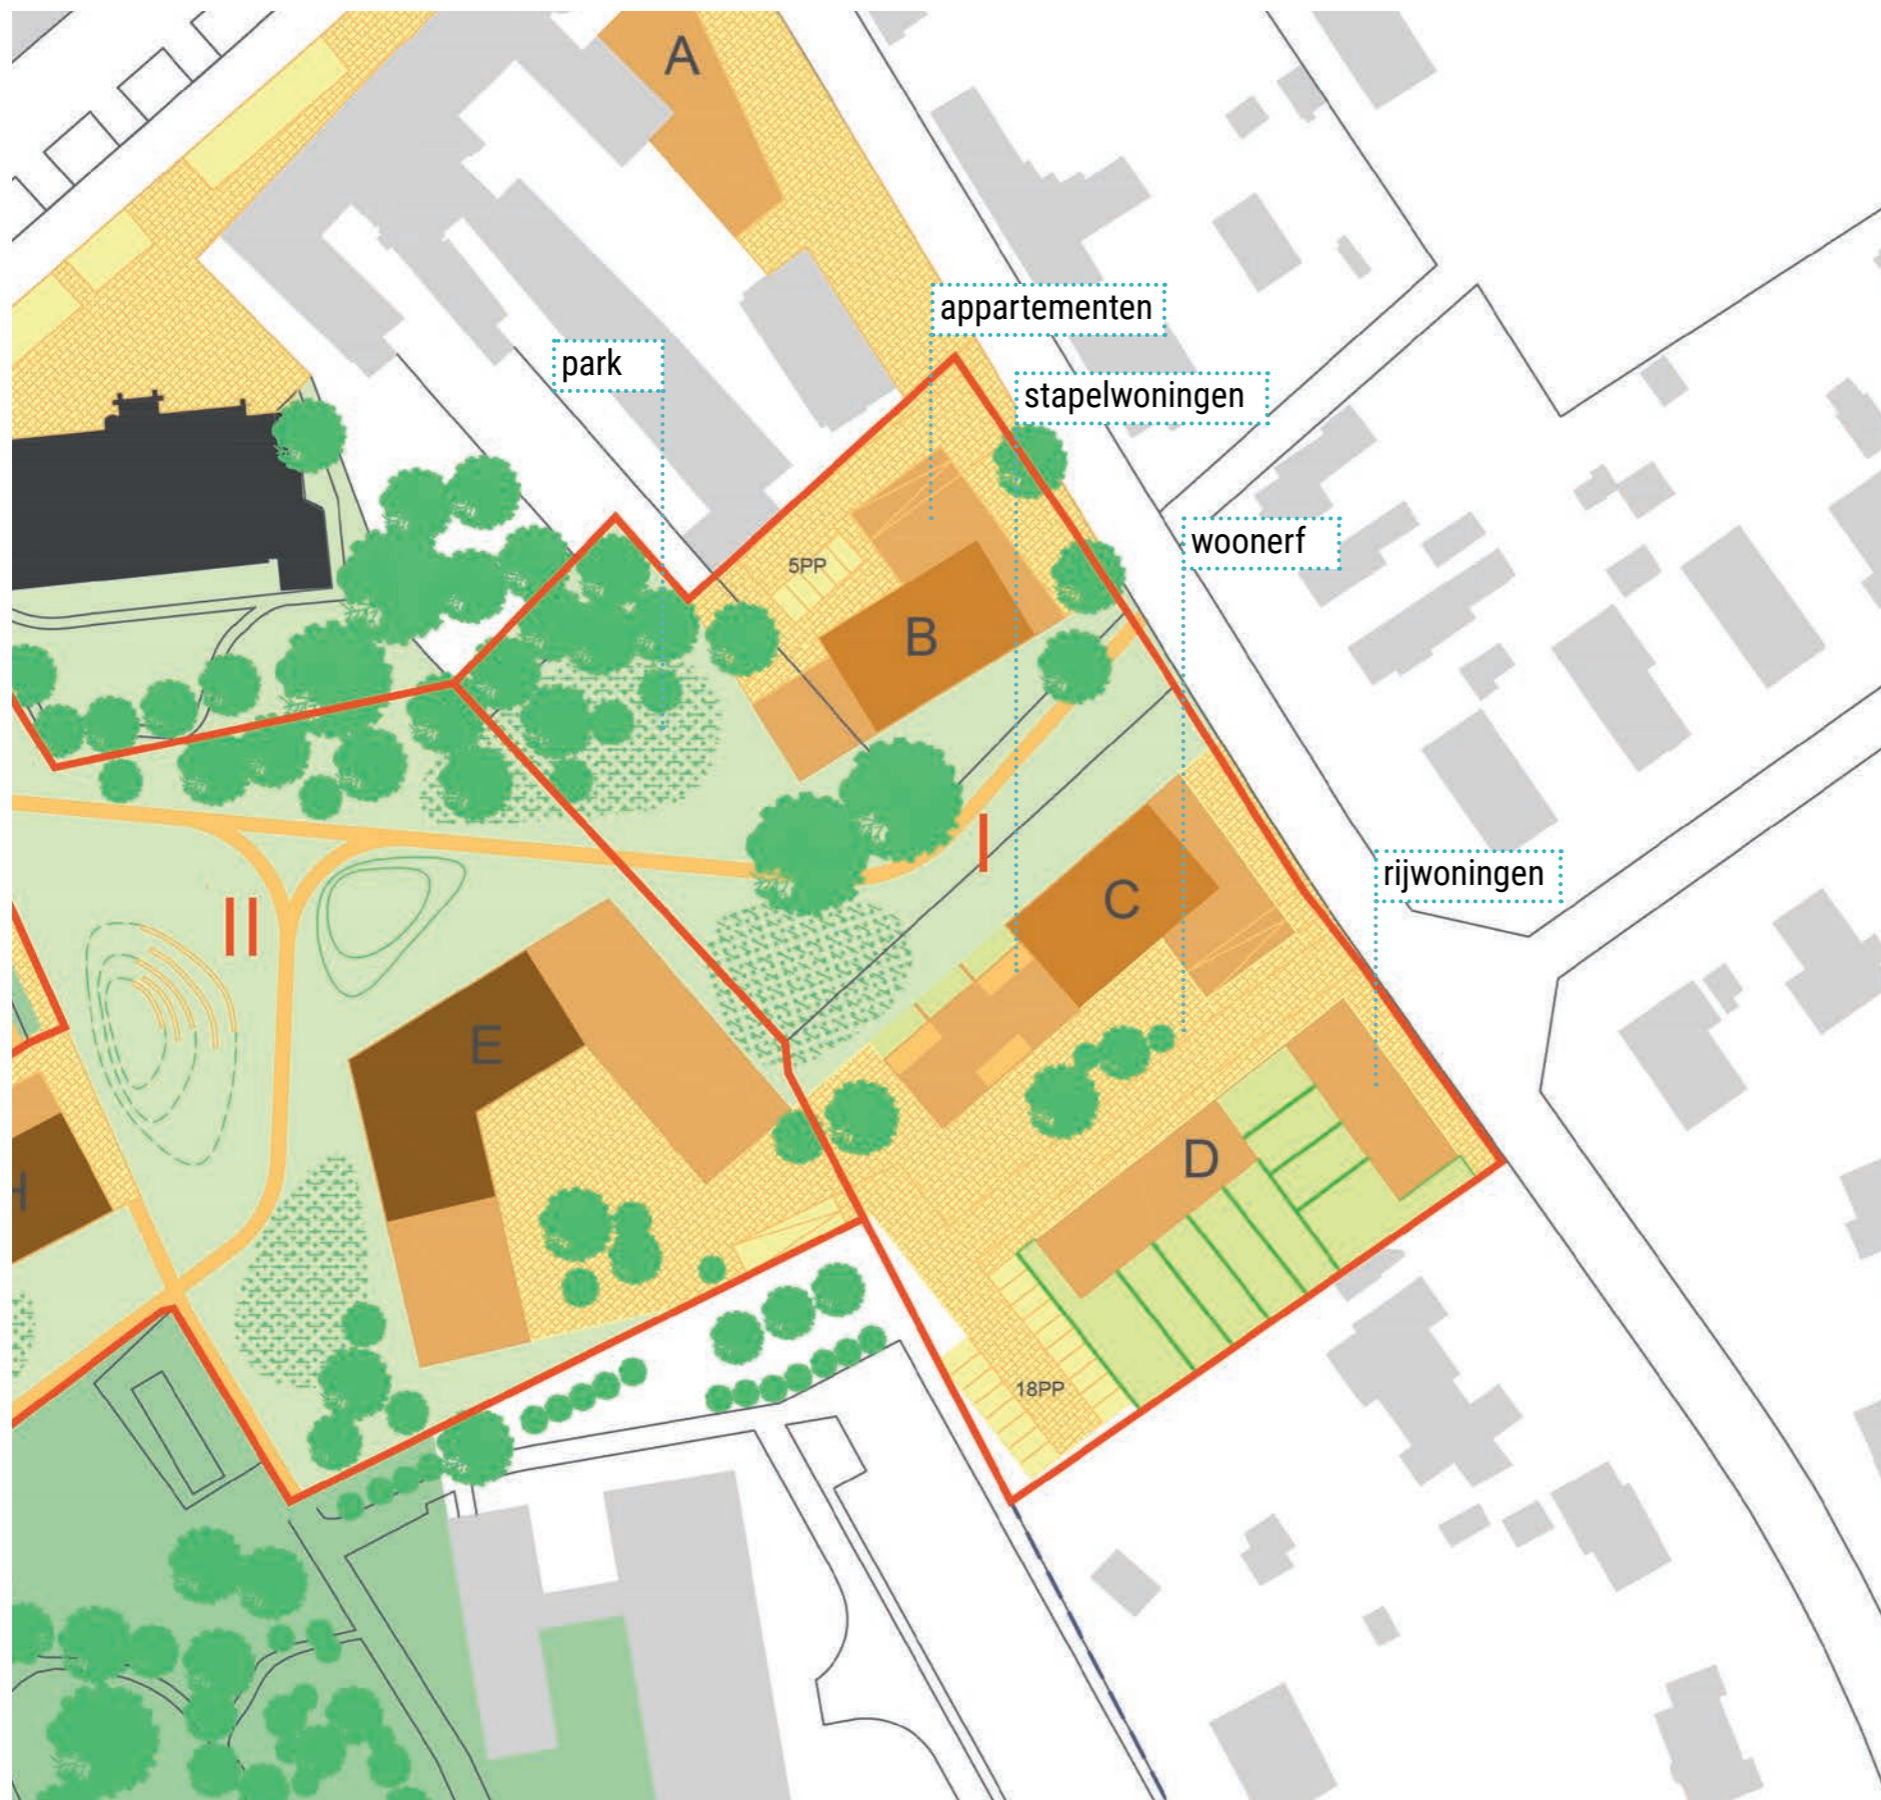 A
appartementen
park
stapelwoningen
woonerf
5PP
B
rijwoningen
I
C
II
E
D
H
18PP